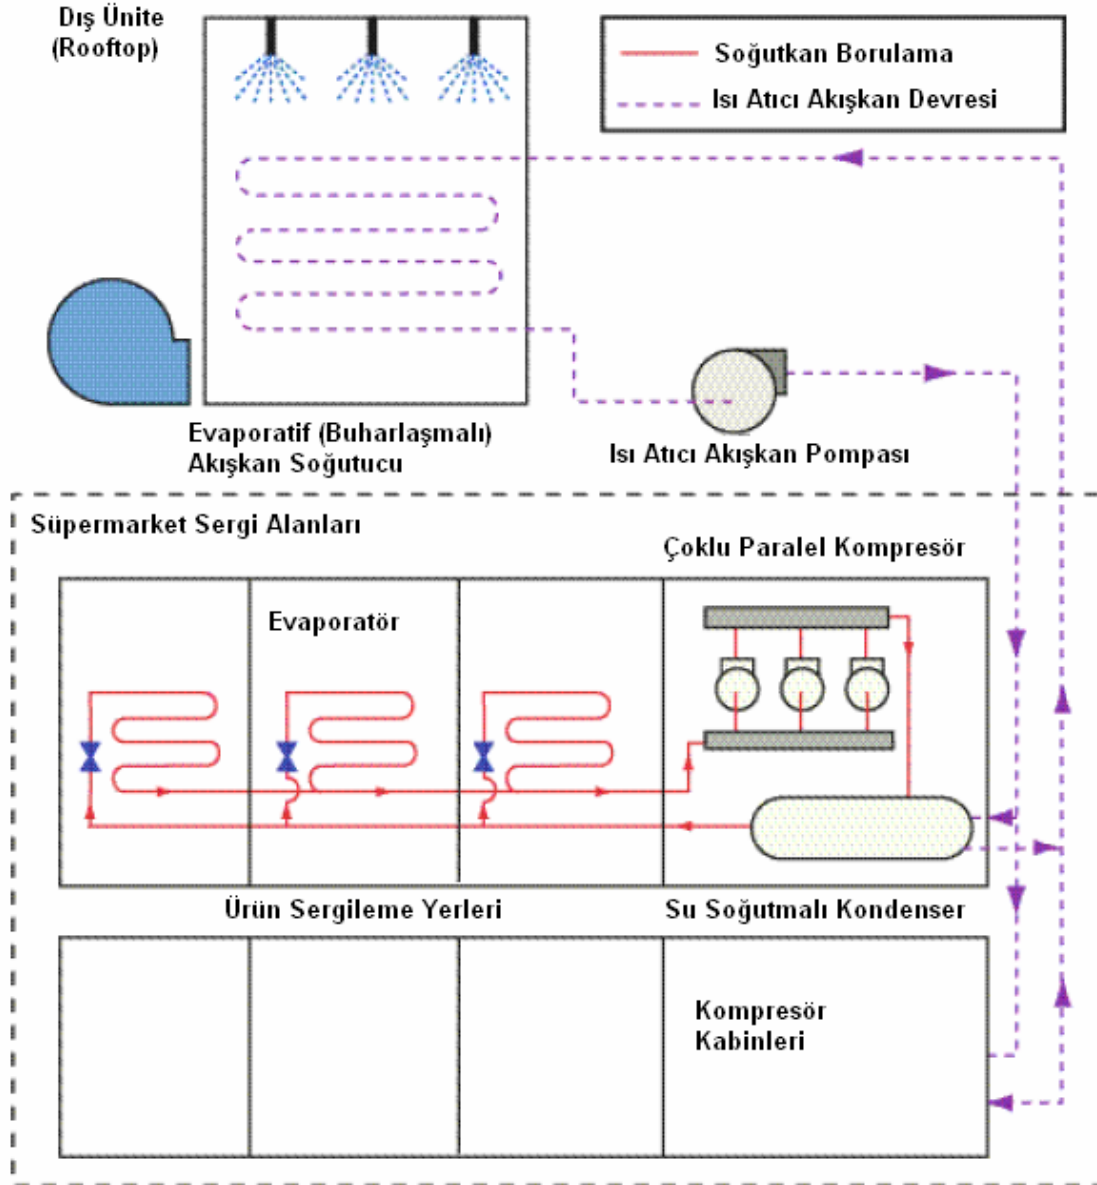 Dış Ünite
(Rooftop)
Soğutkan Borulama
Isı Atıcı Akışkan Devresi
Evaporatif (Buharlaşmalı)
Akışkan Soğutucu
Isı Atıcı Akışkan Pompası
Süpermarket Sergi Alanları
Çoklu Paralel Kompresör
Evaporatör
Ürün Sergileme Yerleri
Su Soğutmalı Kondenser
Kompresör
Kabinleri